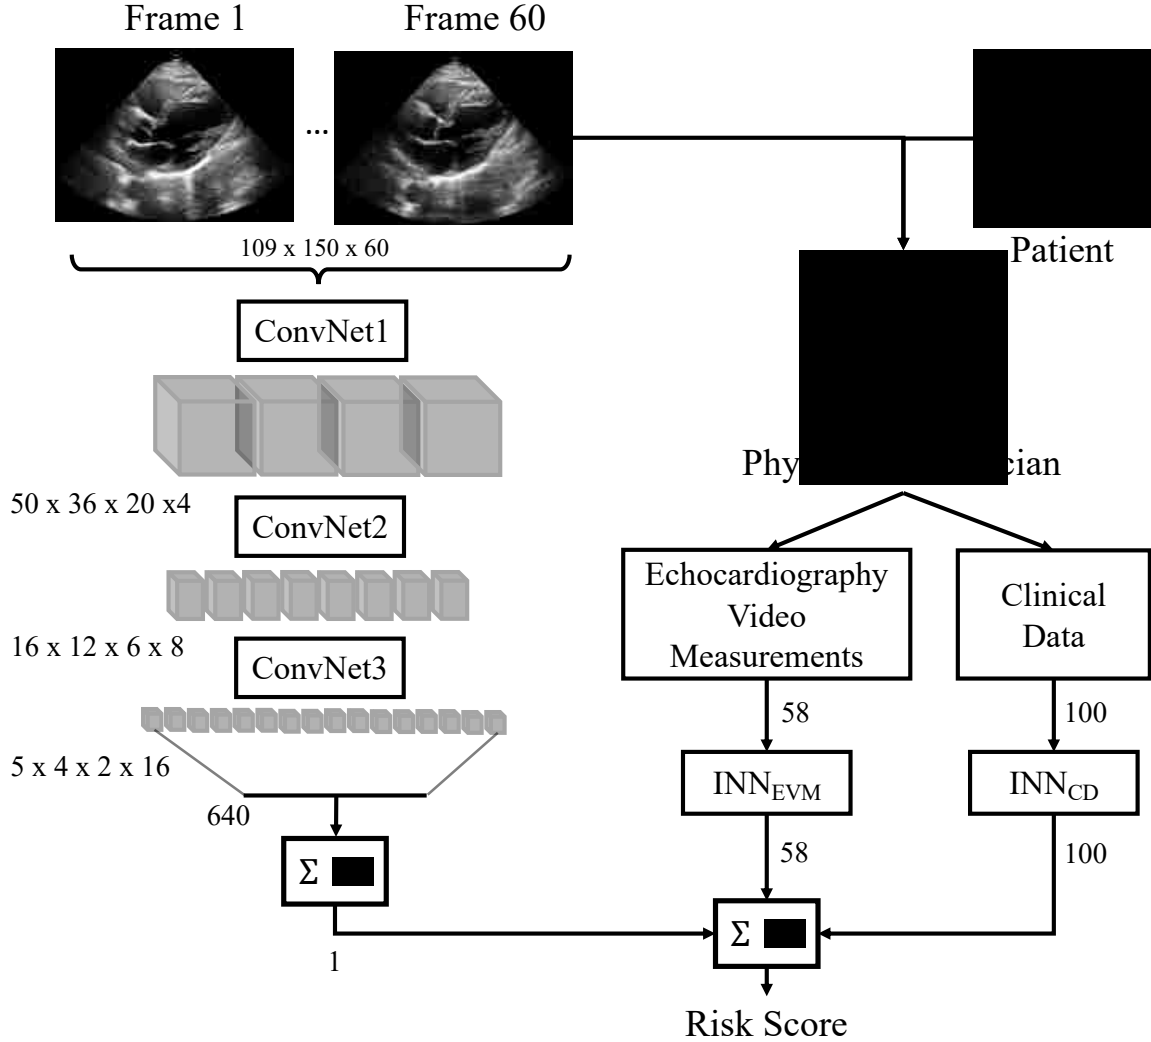 Frame 1
Frame 60
...
109 x 150 x 60
Patient
ConvNet1
50 x 36 x 20 x4
ConvNet2
16 x 12 x 6 x 8
ConvNet3
5 x 4 x 2 x 16
640
Σ
1
Echocardiography
Video
Measurements
Clinical
Data
58
100
INN_EVM
INN_CD
58
100
Σ
Risk Score